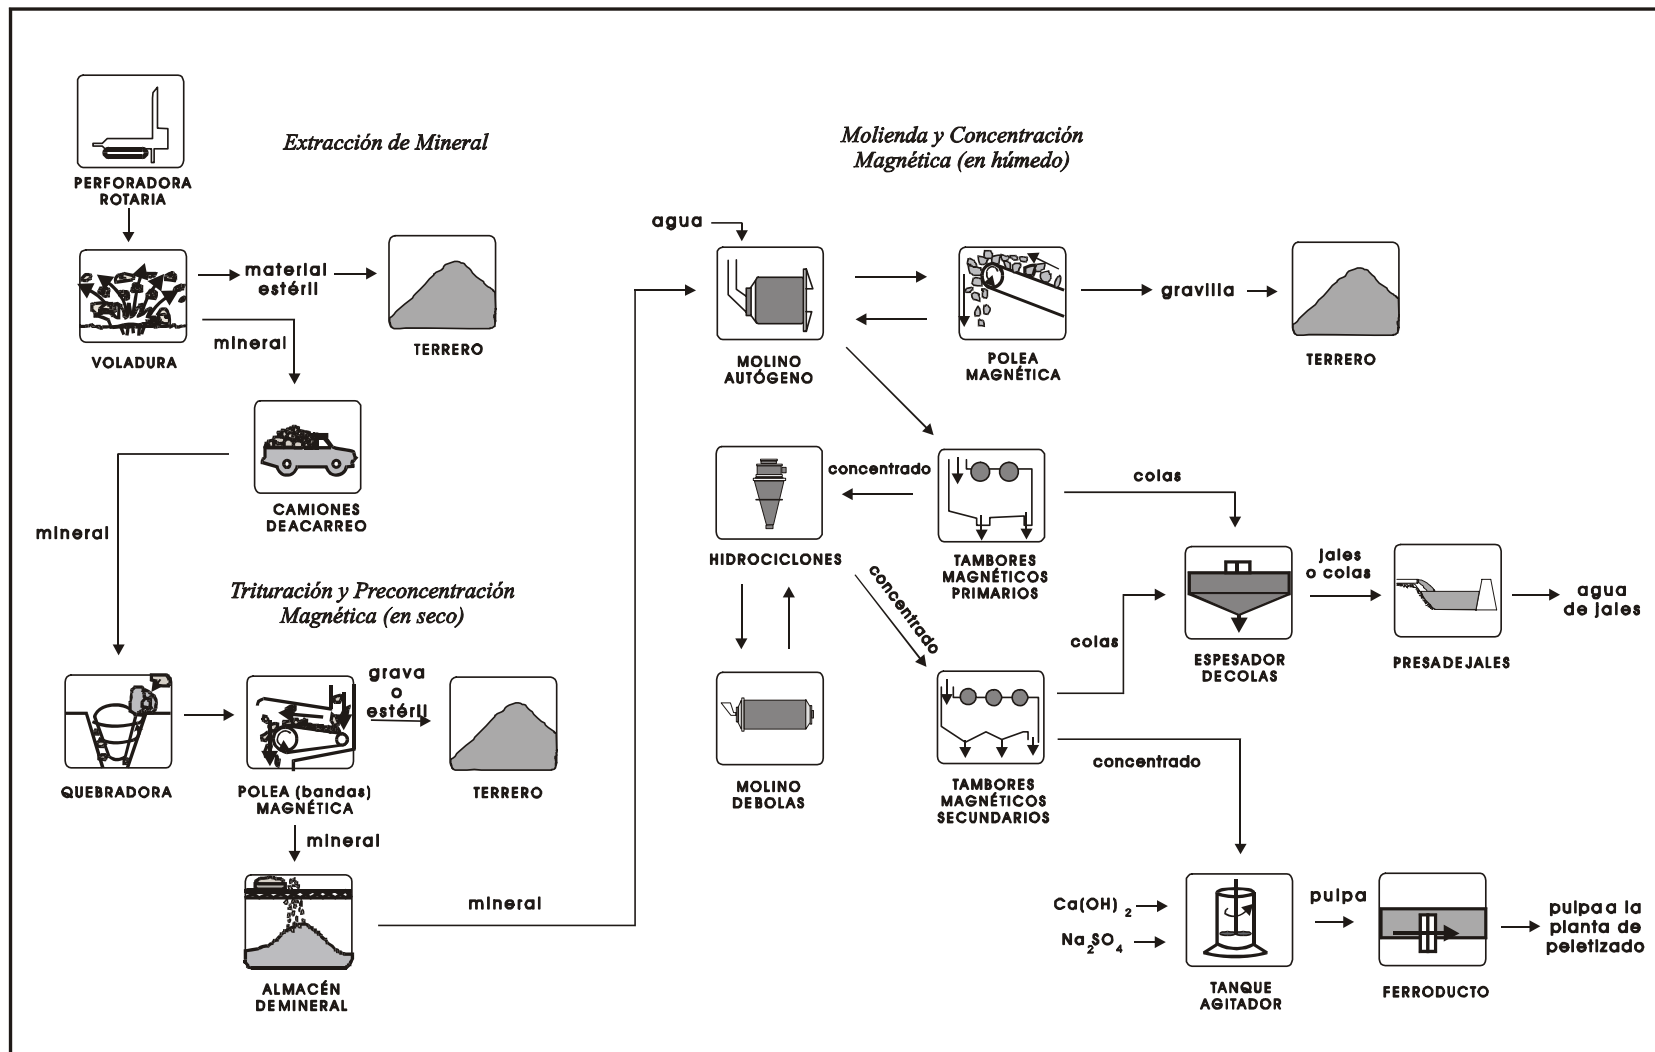 PERFORADORA
ROTARIA
Extracción de Mineral
VOLADURA
material
estéril
TERRERO
mineral
CAMIONES
DEACARREO
mineral
Trituración y Preconcentración
Magnética (en seco)
QUEBRADORA
POLEA (bandas)
MAGNÉTICA
grava
o
estéril
TERRERO
mineral
ALMACÉN
DEMINERAL
mineral
Molienda y Concentración
Magnética (en húmedo)
agua
MOLINO
AUTÓGENO
POLEA
MAGNÉTICA
gravilla
TERRERO
HIDROCICLONES
concentrado
TAMBORES
MAGNÉTICOS
PRIMARIOS
colas
concentrado
MOLINO
DEBOLAS
TAMBORES
MAGNÉTICOS
SECUNDARIOS
colas
ESPESADOR
DECOLAS
jales
o colas
PRESADEJALES
agua
de jales
concentrado
Ca(OH) 2
Na2SO4
TANQUE
AGITADOR
pulpa
FERRODUCTO
pulpa a la
planta de
peletizado